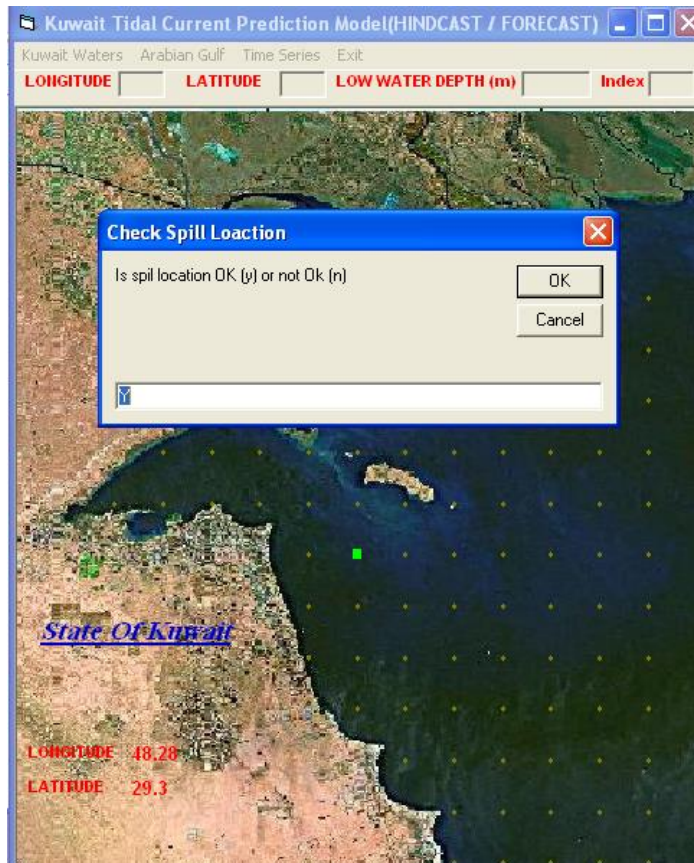 Kuwait Tidal Current Prediction Model(HINDCAST / FORECAST)
Kuwait Waters Arabian Gulf Time Series Exit
LONGITUDE LATITUDE LOW WATER DEPTH (m) Index
Check Spill Loaction
Is spil location OK (y) or not Ok (n)
OK
Cancel
Y
State Of Kuwait
LONGITUDE 48.28
LATITUDE 29.3